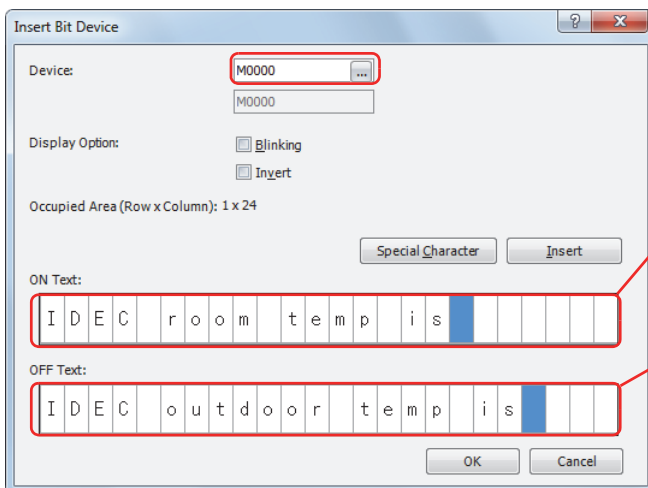 Insert Bit Device
Device: M0000 ...
M0000
Display Option: Blinking
Invert
Occupied Area (Row x Column): 1 x 24
Special Character Insert
ON Text:
IDEC room temp is
OFF Text:
IDEC outdoor temp is
OK Cancel